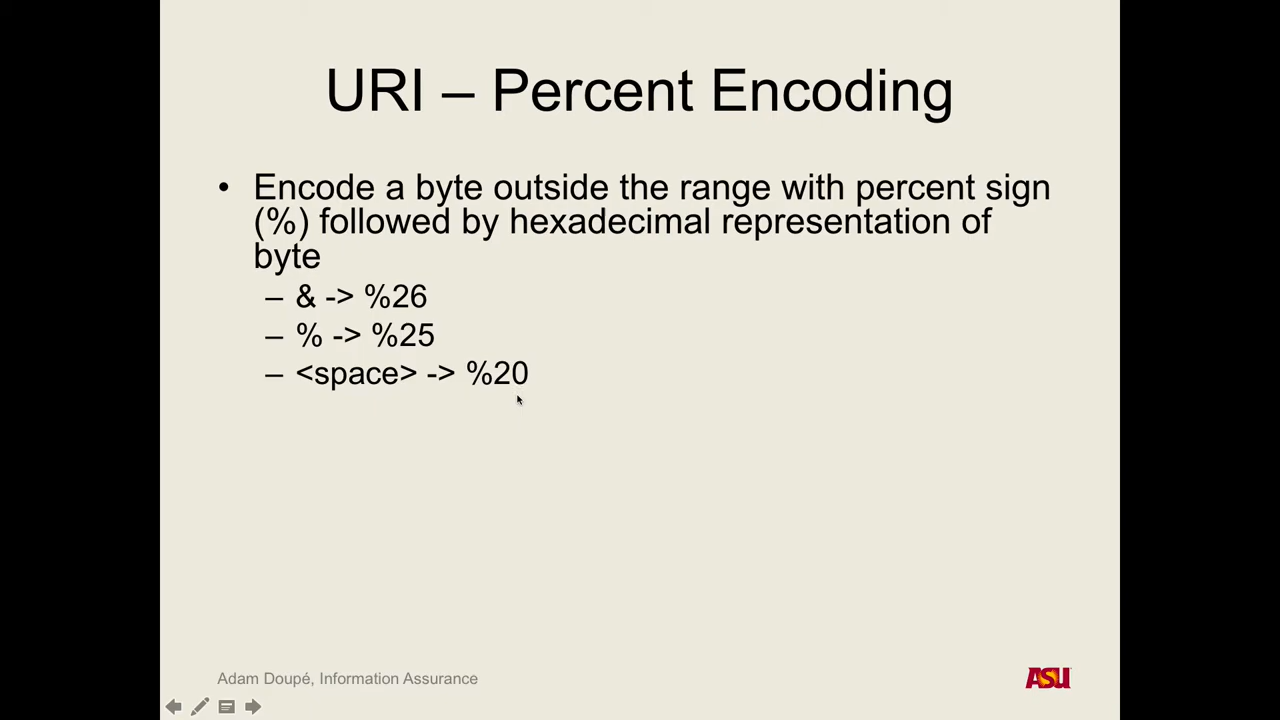 URI – Percent Encoding
• Encode a byte outside the range with percent sign
(%) followed by hexadecimal representation of
byte
– & -> %26
– % -> %25
– <space> -> %20
Adam Doupé, Information Assurance
ASU